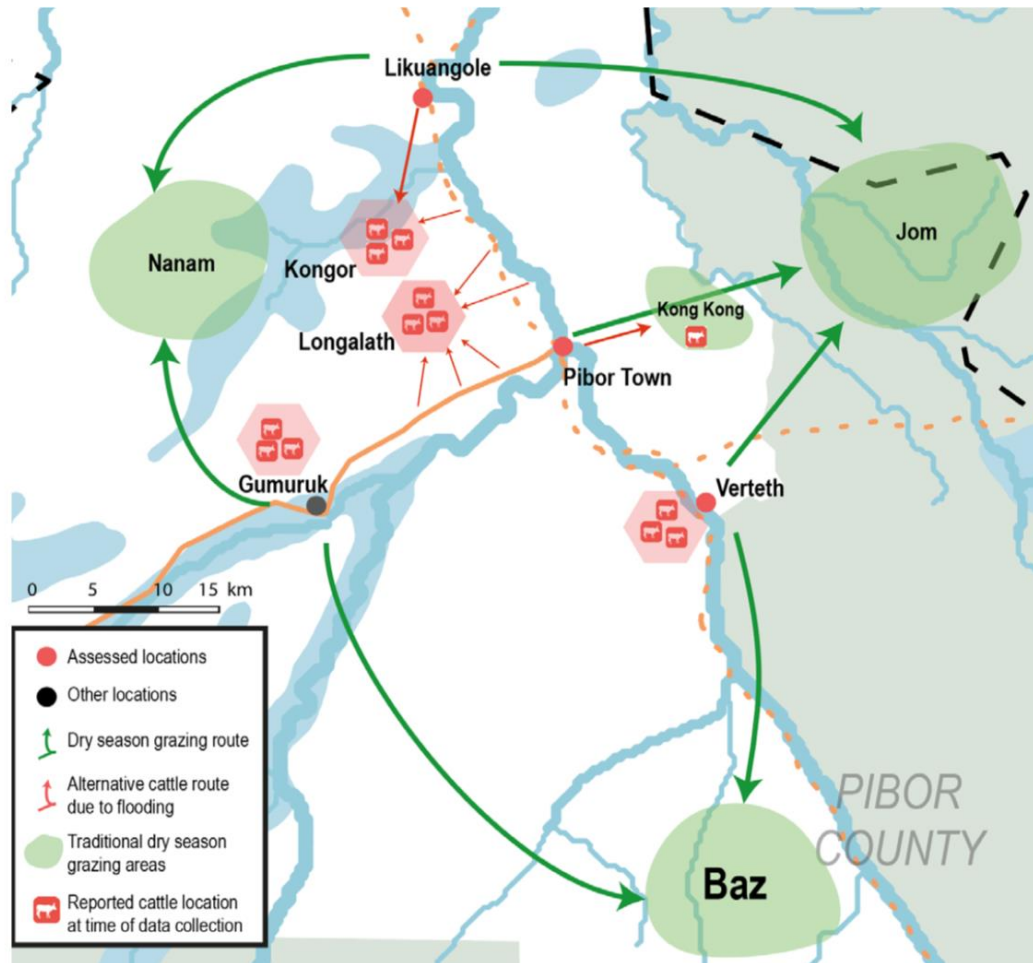 Likuangole
Nanam
Kongor
Jom
Kong Kong
Longalath
Pibor Town
Gumuruk
Verteth
0 5 10 15 km
Assessed locations
Other locations
Dry season grazing route
Alternative cattle route
due to flooding
Traditional dry season
grazing areas
Reported cattle location
at time of data collection
PIBOR
COUNTY
Baz